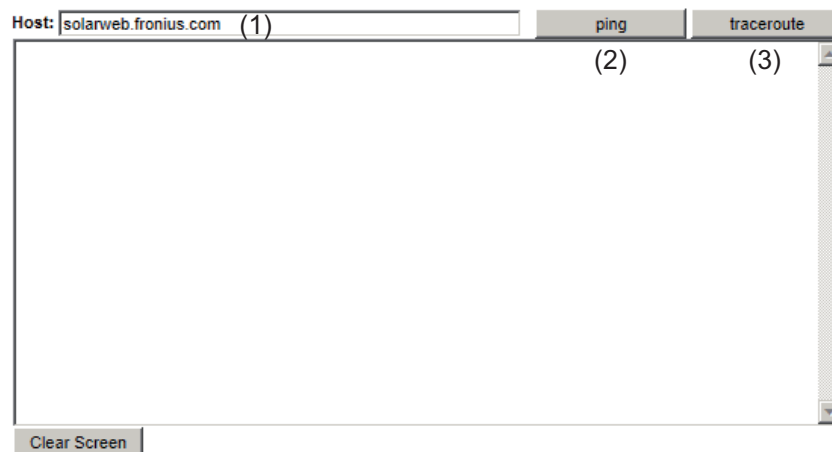 Host: solarweb.fronius.com (1) ping traceroute
(2) (3)
Clear Screen